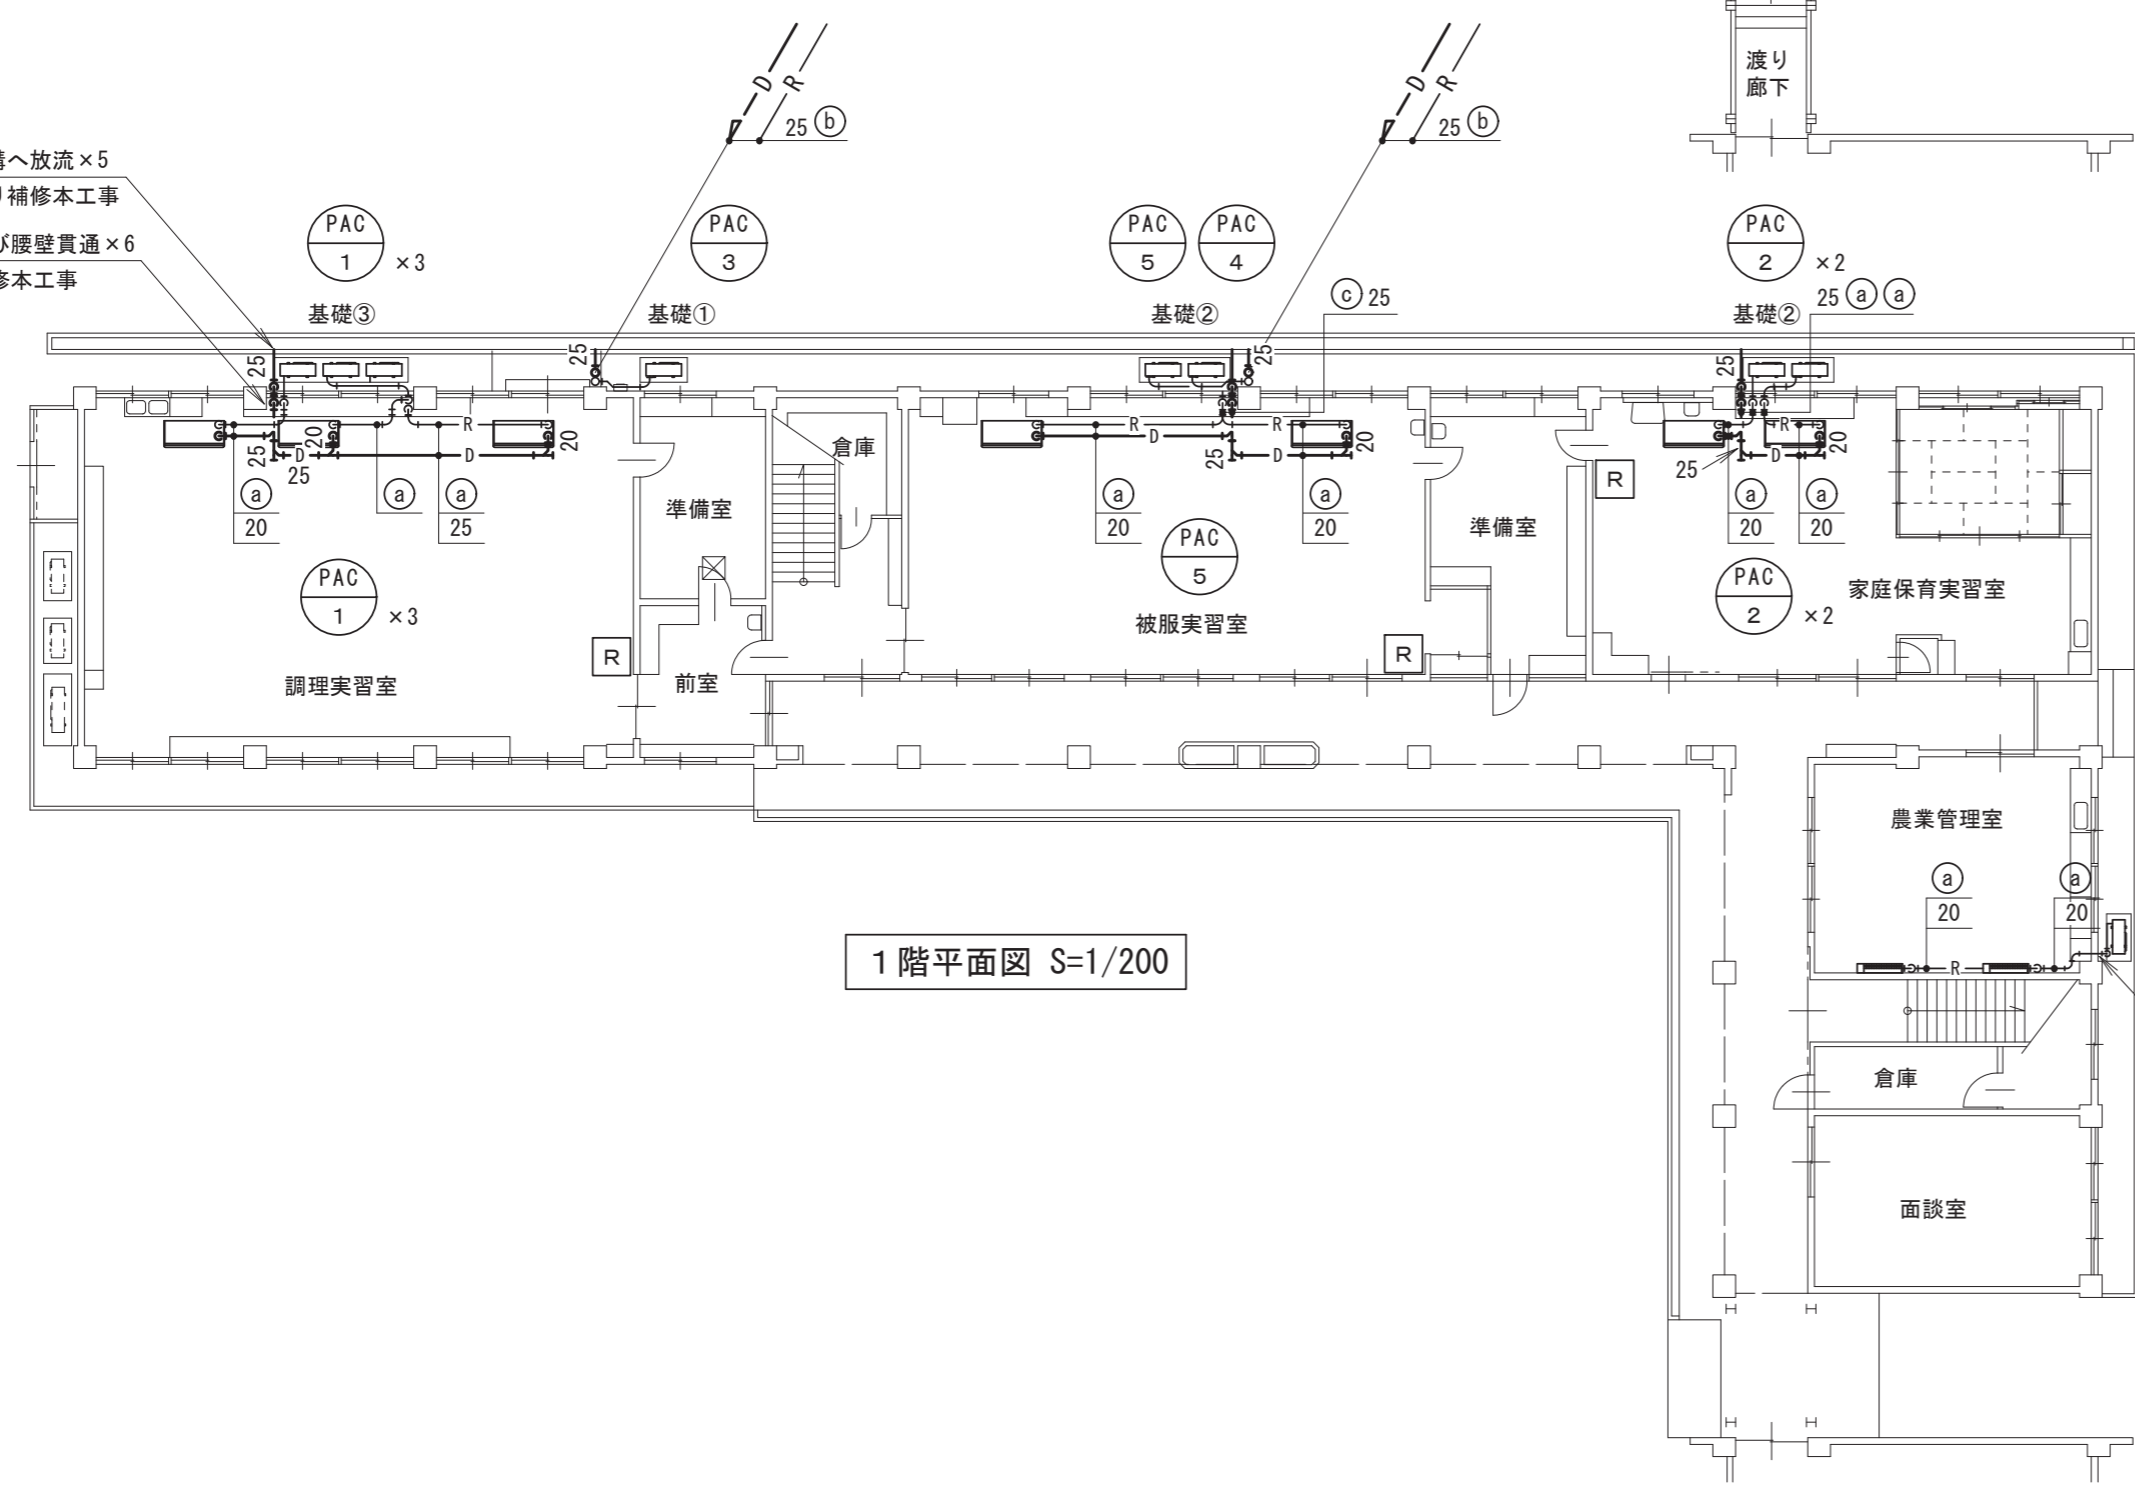 渡り
廊下
D
R
25 ⓑ
D
R
25 ⓑ
へ放流×5
補修本工事
腰壁貫通×6
修本工事
PAC
1
×3
PAC
3
PAC
5
PAC
4
PAC
2
×2
基礎③
基礎①
基礎②
ⓒ 25
基礎②
25 ⓐ ⓐ
25
25
25
25
R
R
R
R
D
D
D
D
D
20
20
20
20
25
25
25
25
ⓐ
20
ⓐ
ⓐ
25
ⓐ
20
ⓐ
20
ⓐ
20
ⓐ
20
倉庫
準備室
準備室
R
PAC
1
×3
PAC
5
PAC
2
×2
家庭保育実習室
被服実習室
R
R
調理実習室
前室
農業管理室
ⓐ
20
ⓐ
20
R
1階平面図 S=1/200
倉庫
面談室